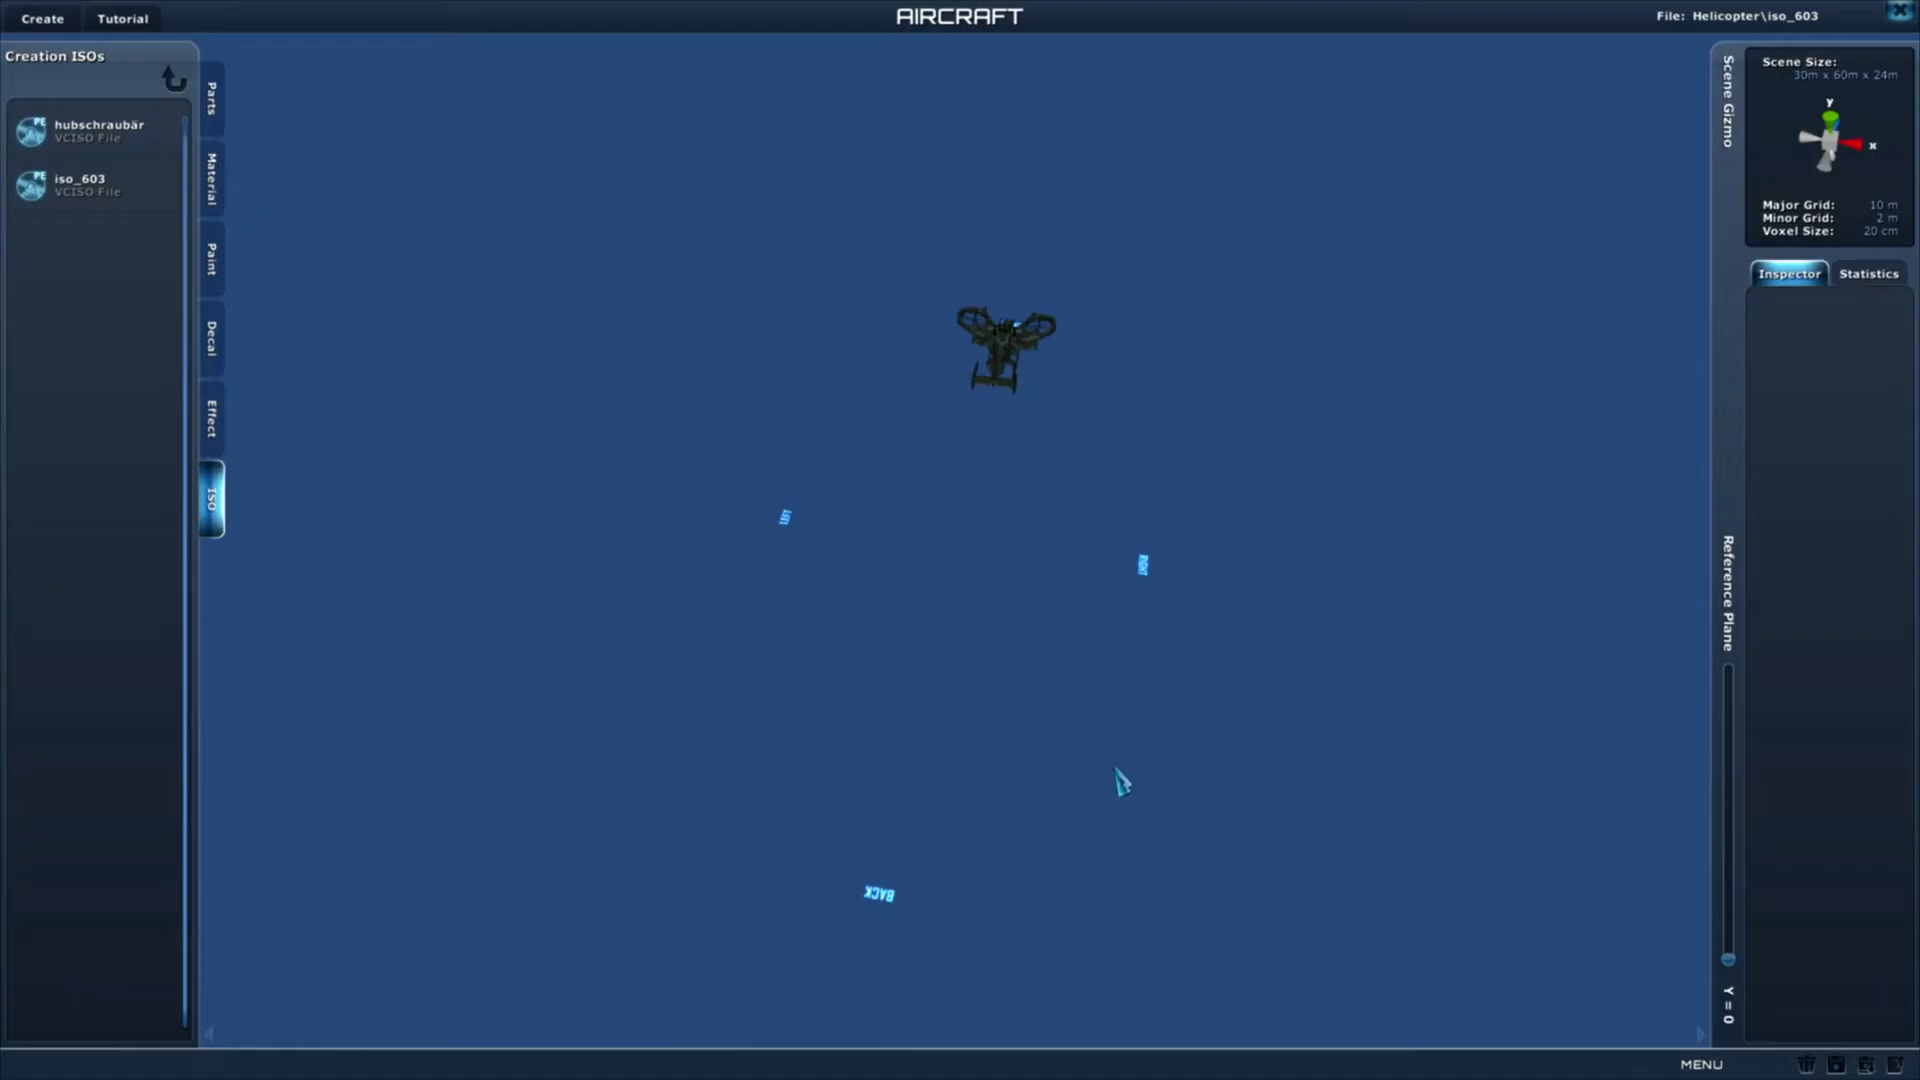 Create
Tutorial
AIRCRAFT
File: Helicopter\iso_603
Creation ISOs
hubschraubär
VCISO File
iso_603
VCISO File
Parts
Material
Paint
Decal
Effect
ISO
BACK
Scene Gizmo
Reference Plane
Y = 0
Scene Size:
30m x 60m x 24m
y
x
Major Grid: 10 m
Minor Grid: 2 m
Voxel Size: 20 cm
Inspector
Statistics
MENU